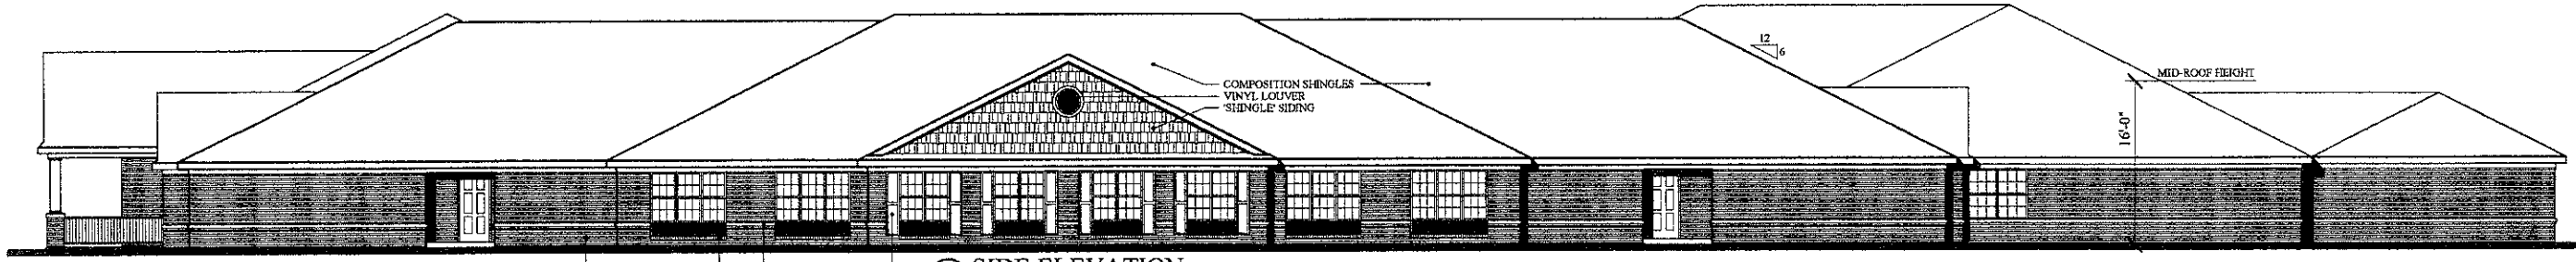 12
6
MID-ROOF HEIGHT
COMPOSITION SHINGLES
VINYL LOUVER
'SHINGLE' SIDING
16'-0"
SIDE ELEVATION